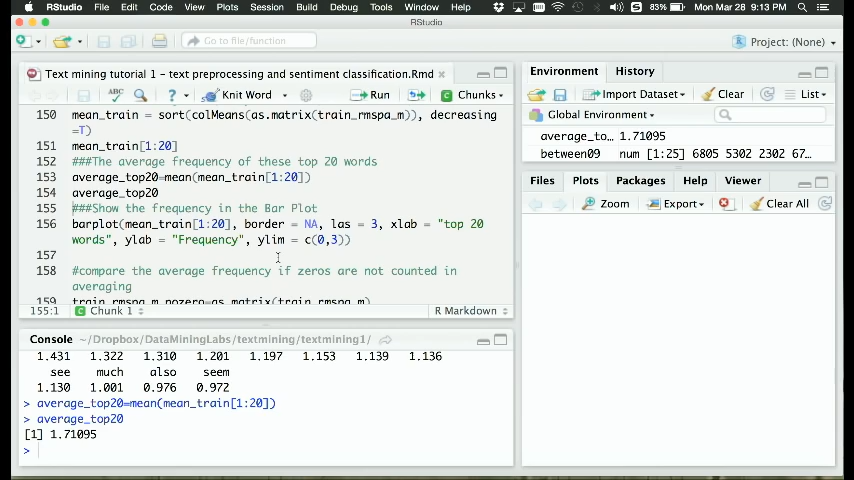 RStudio File Edit Code View Plots Session Build Debug Tools Window Help 83% Mon Mar 28 9:13 PM
RStudio
Go to file/function
Project: (None)
Text mining tutorial 1 - text preprocessing and sentiment classification.Rmd
ABC Knit Word Run Chunks
150 mean_train = sort(colMeans(as.matrix(train_rmspa_m)), decreasing
=T)
151 mean_train[1:20]
152 ###The average frequency of these top 20 words
153 average_top20=mean(mean_train[1:20])
154 average_top20
155 ###Show the frequency in the Bar Plot
156 barplot(mean_train[1:20], border = NA, las = 3, xlab = "top 20
words", ylab = "Frequency", ylim = c(0,3))
157
158 #compare the average frequency if zeros are not counted in
averaging
159 train_rmspa_m_nozero=as.matrix(train_rmspa_m)
155:1 Chunk 1 R Markdown
Console ~/Dropbox/DataMiningLabs/textmining/textmining1/
1.431 1.322 1.310 1.201 1.197 1.153 1.139 1.136
see much also seem
1.130 1.001 0.976 0.972
> average_top20=mean(mean_train[1:20])
> average_top20
[1] 1.71095
>
Environment History
Import Dataset Clear List
Global Environment
average_to... 1.71095
between09 num [1:25] 6805 5302 2302 67...
Files Plots Packages Help Viewer
Zoom Export Clear All